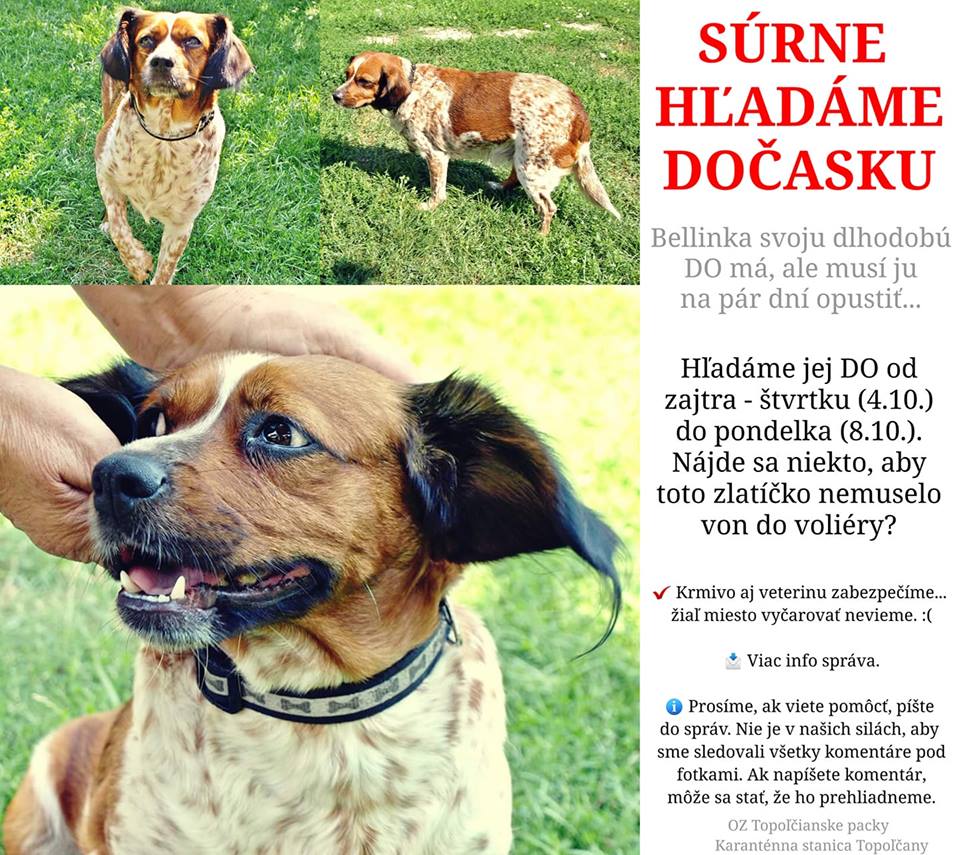 SÚRNE
HĽADÁME
DOČASKU
Bellinka svoju dlhodobú
DO má, ale musí ju
na pár dní opustiť...
Hľadáme jej DO od
zajtra - štvrtku (4.10.)
do pondelka (8.10.).
Nájde sa niekto, aby
toto zlatíčko nemuselo
von do voliéry?
Krmivo aj veterinu zabezpečíme...
žiaľ miesto vyčarovať nevieme. :(
Viac info správa.
Prosíme, ak viete pomôcť, píšte
do správ. Nie je v našich silách, aby
sme sledovali všetky komentáre pod
fotkami. Ak napíšete komentár,
môže sa stať, že ho prehliadneme.
OZ Topoľčianske packy
Karanténna stanica Topoľčany